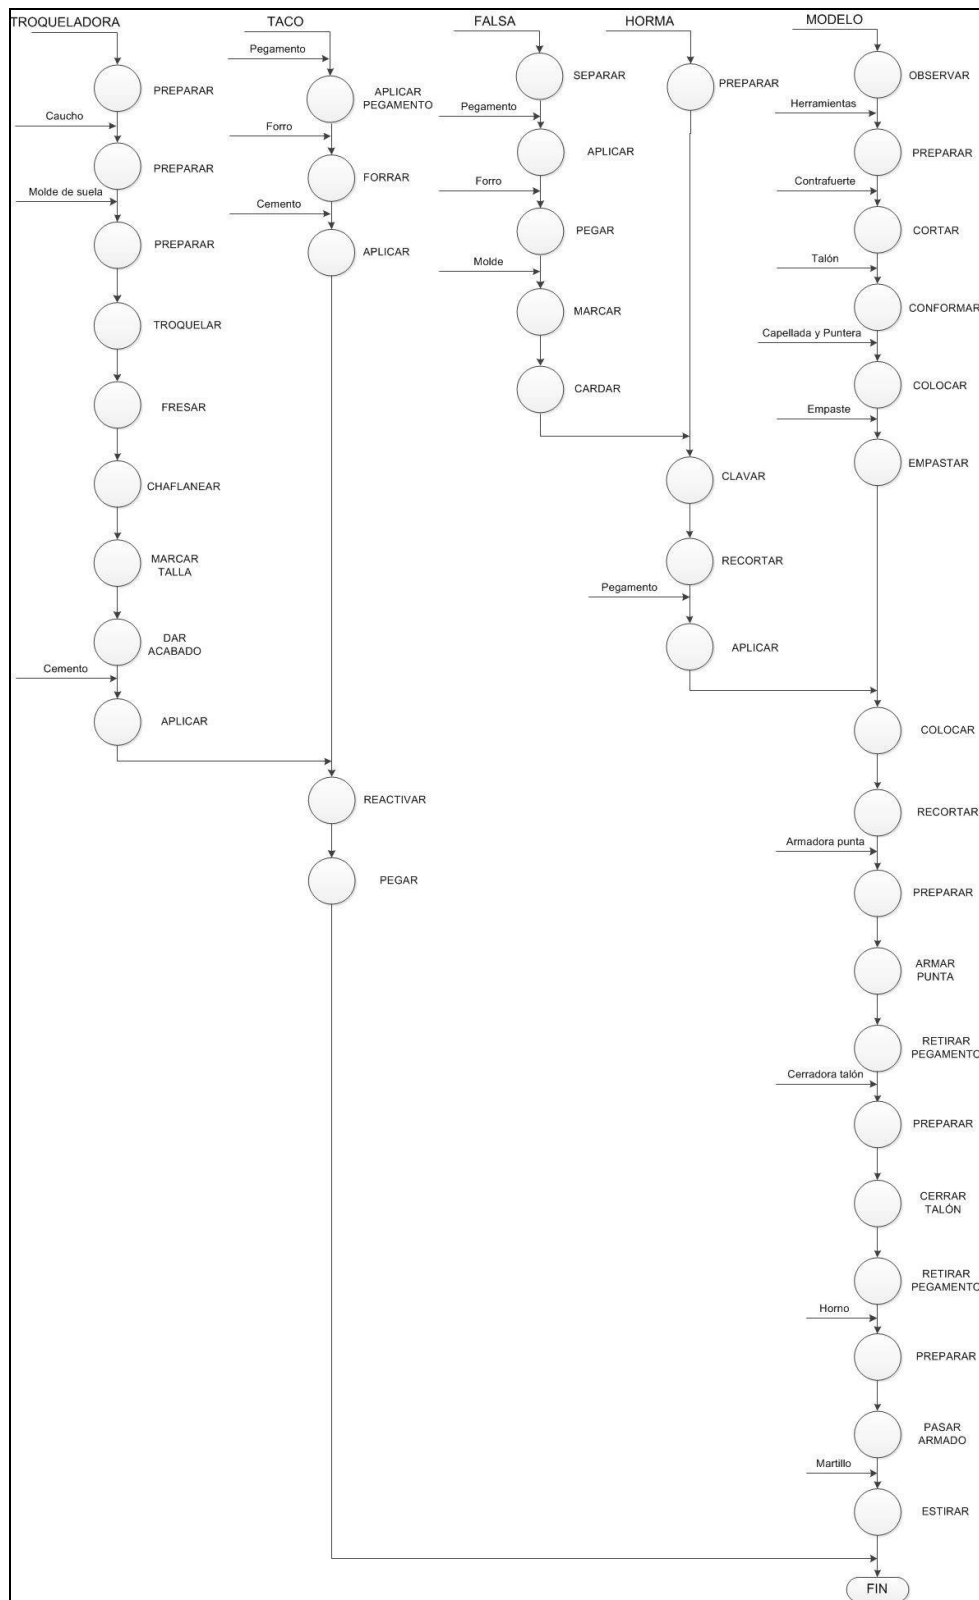 TROQUELADORA
PREPARAR
Caucho
PREPARAR
Molde de suela
PREPARAR
TROQUELAR
FRESAR
CHAFLANEAR
MARCAR
TALLA
DAR
ACABADO
Cemento
APLICAR
TACO
Pegamento
APLICAR
PEGAMENTO
Forro
FORRAR
Cemento
APLICAR
REACTIVAR
PEGAR
FALSA
SEPARAR
Pegamento
APLICAR
Forro
PEGAR
Molde
MARCAR
CARDAR
HORMA
PREPARAR
CLAVAR
RECORTAR
Pegamento
APLICAR
MODELO
OBSERVAR
Herramientas
PREPARAR
Contrafuerte
CORTAR
Talón
CONFORMAR
Capellada y Puntera
COLOCAR
Empaste
EMPASTAR
COLOCAR
RECORTAR
Armadora punta
PREPARAR
ARMAR
PUNTA
RETIRAR
PEGAMENTO
Cerradora talón
PREPARAR
CERRAR
TALÓN
RETIRAR
PEGAMENTO
Horno
PREPARAR
PASAR
ARMADO
Martillo
ESTIRAR
FIN